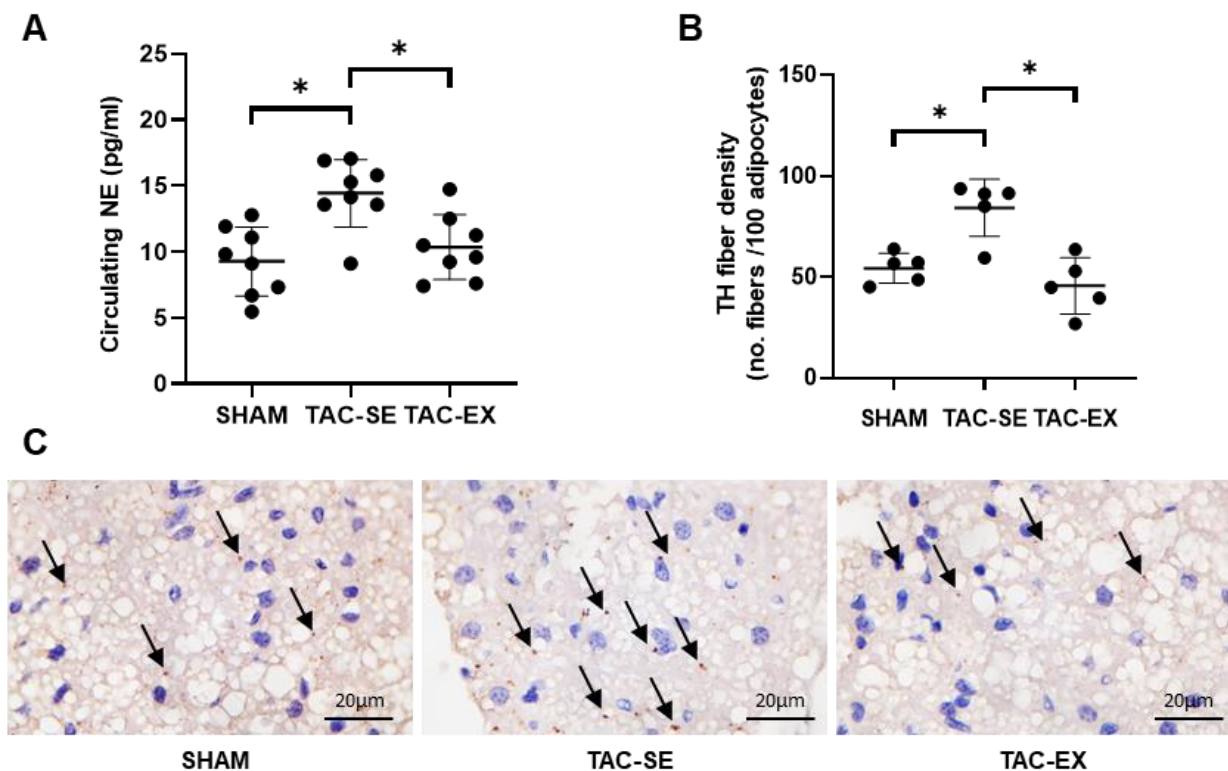 A
Circulating NE (pg/ml)
25
20
15
10
5
0
*
*
SHAM TAC-SE TAC-EX
B
TH fiber density
(no. fibers /100 adipocytes)
150
100
50
0
*
*
SHAM TAC-SE TAC-EX
C
20µm
20µm
20µm
SHAM
TAC-SE
TAC-EX